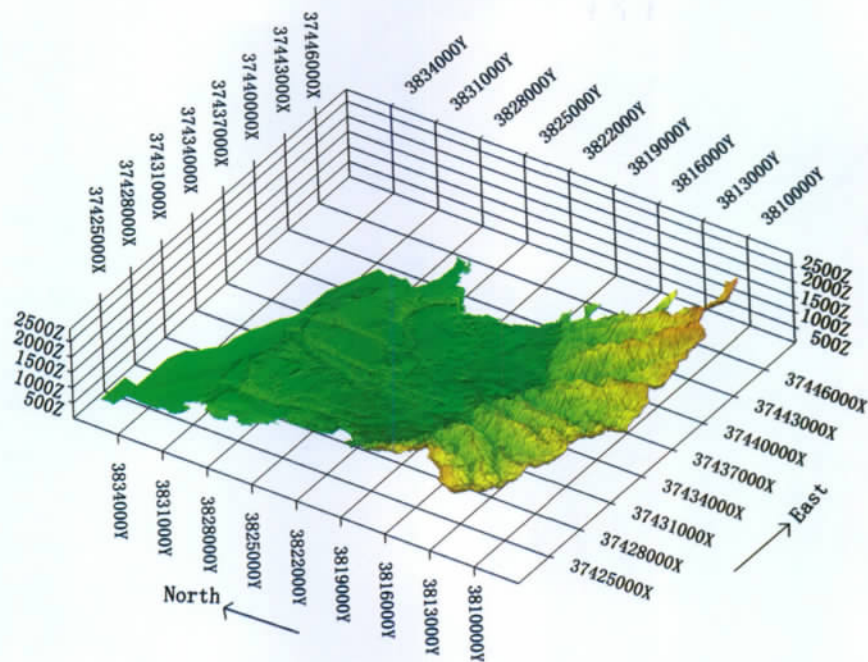 37446000X
37443000X
37440000X
37437000X
37434000X
37431000X
37428000X
37425000X
3834000Y
3831000Y
3828000Y
3825000Y
3822000Y
3819000Y
3816000Y
3813000Y
3810000Y
2500Z
2000Z
1500Z
1000Z
500Z
2500Z
2000Z
1500Z
1000Z
500Z
37446000X
37443000X
37440000X
37437000X
37434000X
37431000X
37428000X
37425000X
East
3834000Y
3831000Y
3828000Y
3825000Y
3822000Y
3819000Y
3816000Y
3813000Y
3810000Y
North